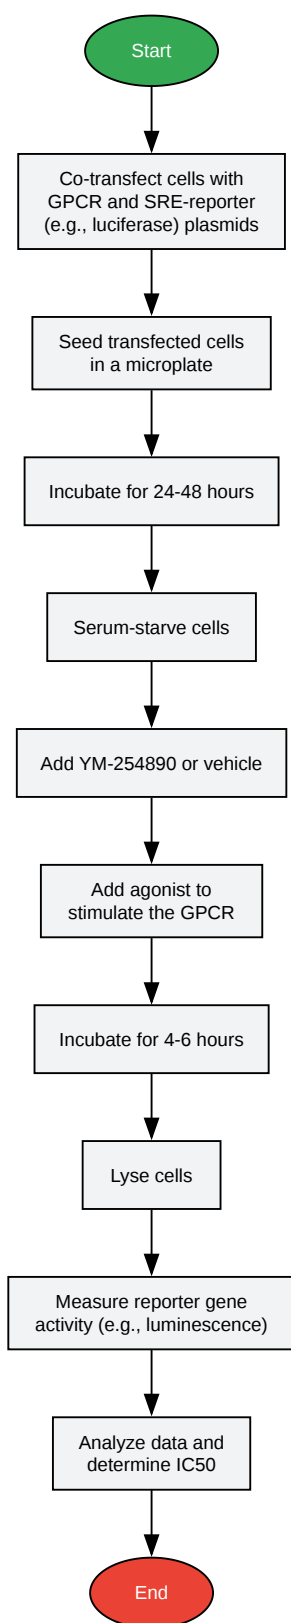 Start
Co-transfect cells with
GPCR and SRE-reporter
(e.g., luciferase) plasmids
Seed transfected cells
in a microplate
Incubate for 24-48 hours
Serum-starve cells
Add YM-254890 or vehicle
Add agonist to
stimulate the GPCR
Incubate for 4-6 hours
Lyse cells
Measure reporter gene
activity (e.g., luminescence)
Analyze data and
determine IC50
End